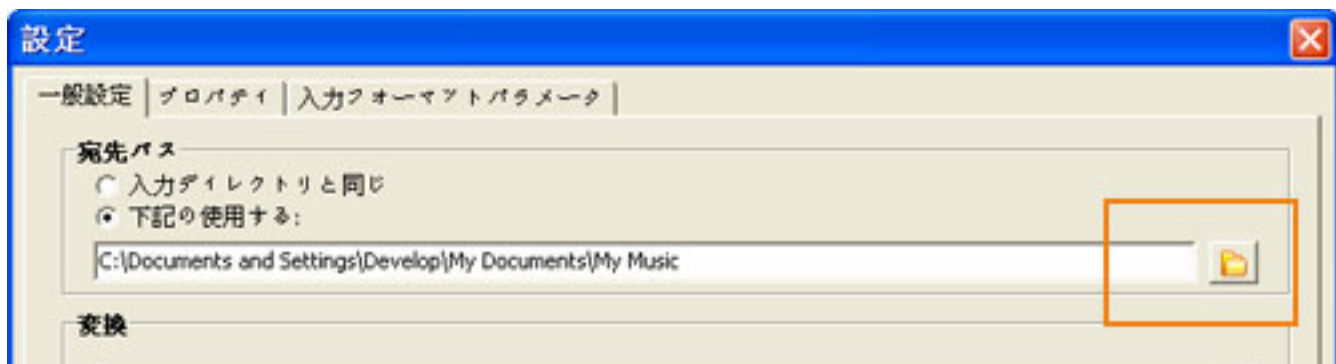 設定
一般設定 プロパティ 入力フォーマットパラメータ
宛先パス
入力ディレクトリと同じ
下記の使用する:
C:\Documents and Settings\Develop\My Documents\My Music
変換